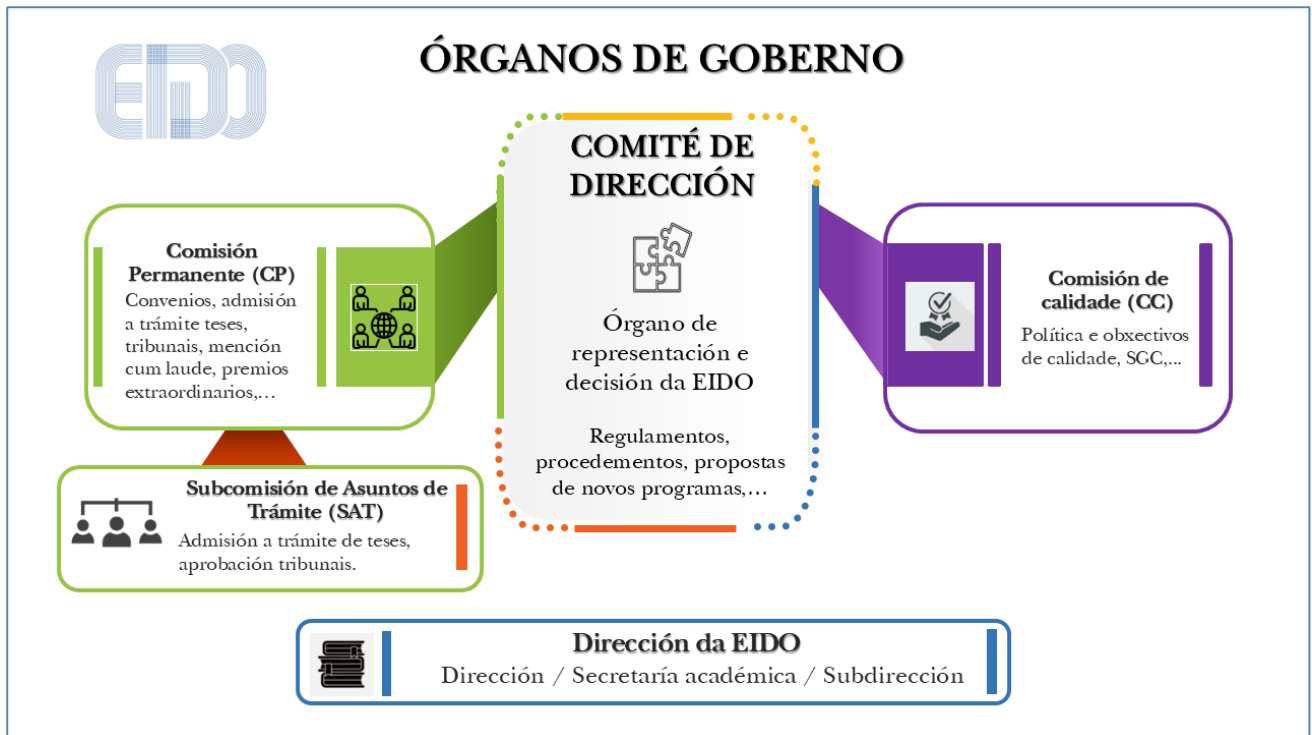 EIDO
ÓRGANOS DE GOBERNO
COMITÉ DE
DIRECCIÓN
Órgano de
representación e
decisión da EIDO
Regulamentos,
procedementos, propostas
de novos programas,…
Comisión
Permanente (CP)
Convenios, admisión
a trámite teses,
tribunais, mención
cum laude, premios
extraordinarios,…
Subcomisión de Asuntos de
Trámite (SAT)
Admisión a trámite de teses,
aprobación tribunais.
Comisión de
calidade (CC)
Política e obxectivos
de calidade, SGC,...
Dirección da EIDO
Dirección / Secretaría académica / Subdirección